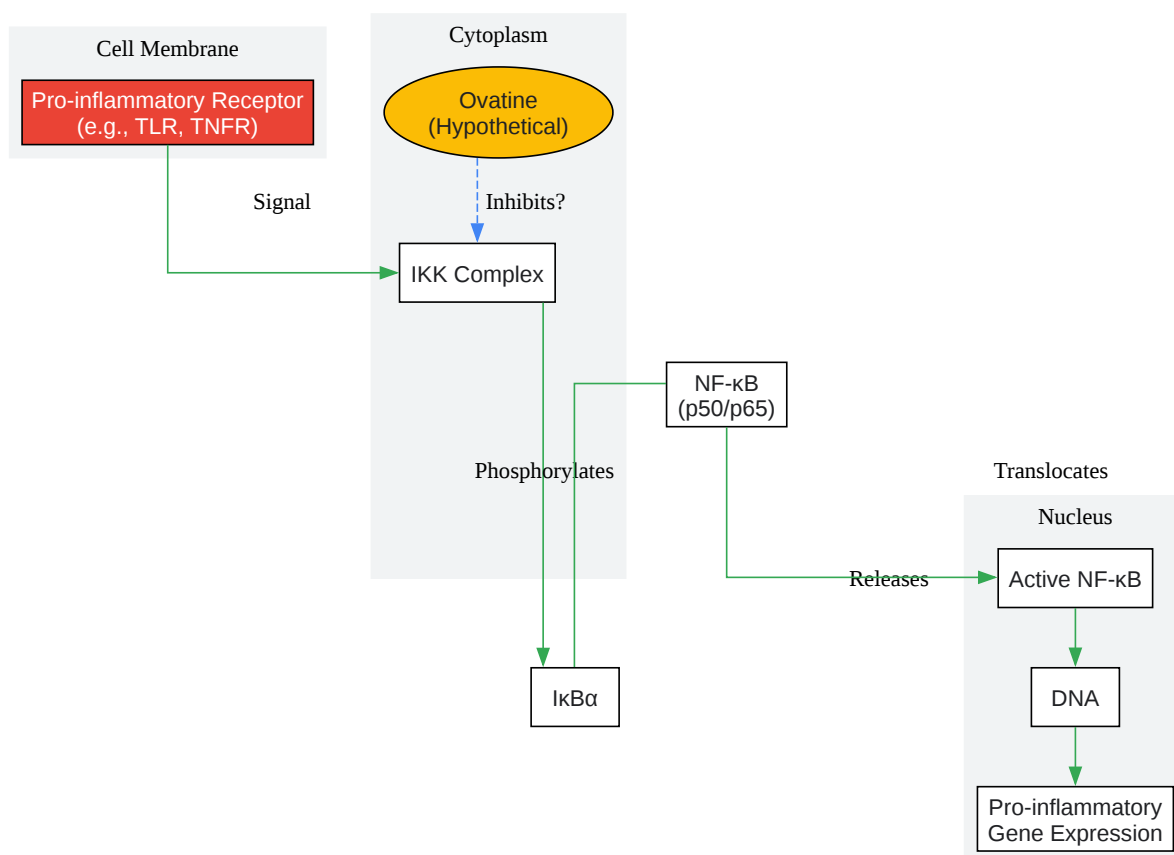 Cell Membrane
Pro-inflammatory Receptor
(e.g., TLR, TNFR)
Signal
Cytoplasm
Ovatine
(Hypothetical)
Inhibits?
IKK Complex
NF-κB
(p50/p65)
Phosphorylates
IκBα
Releases
Translocates
Nucleus
Active NF-κB
DNA
Pro-inflammatory
Gene Expression